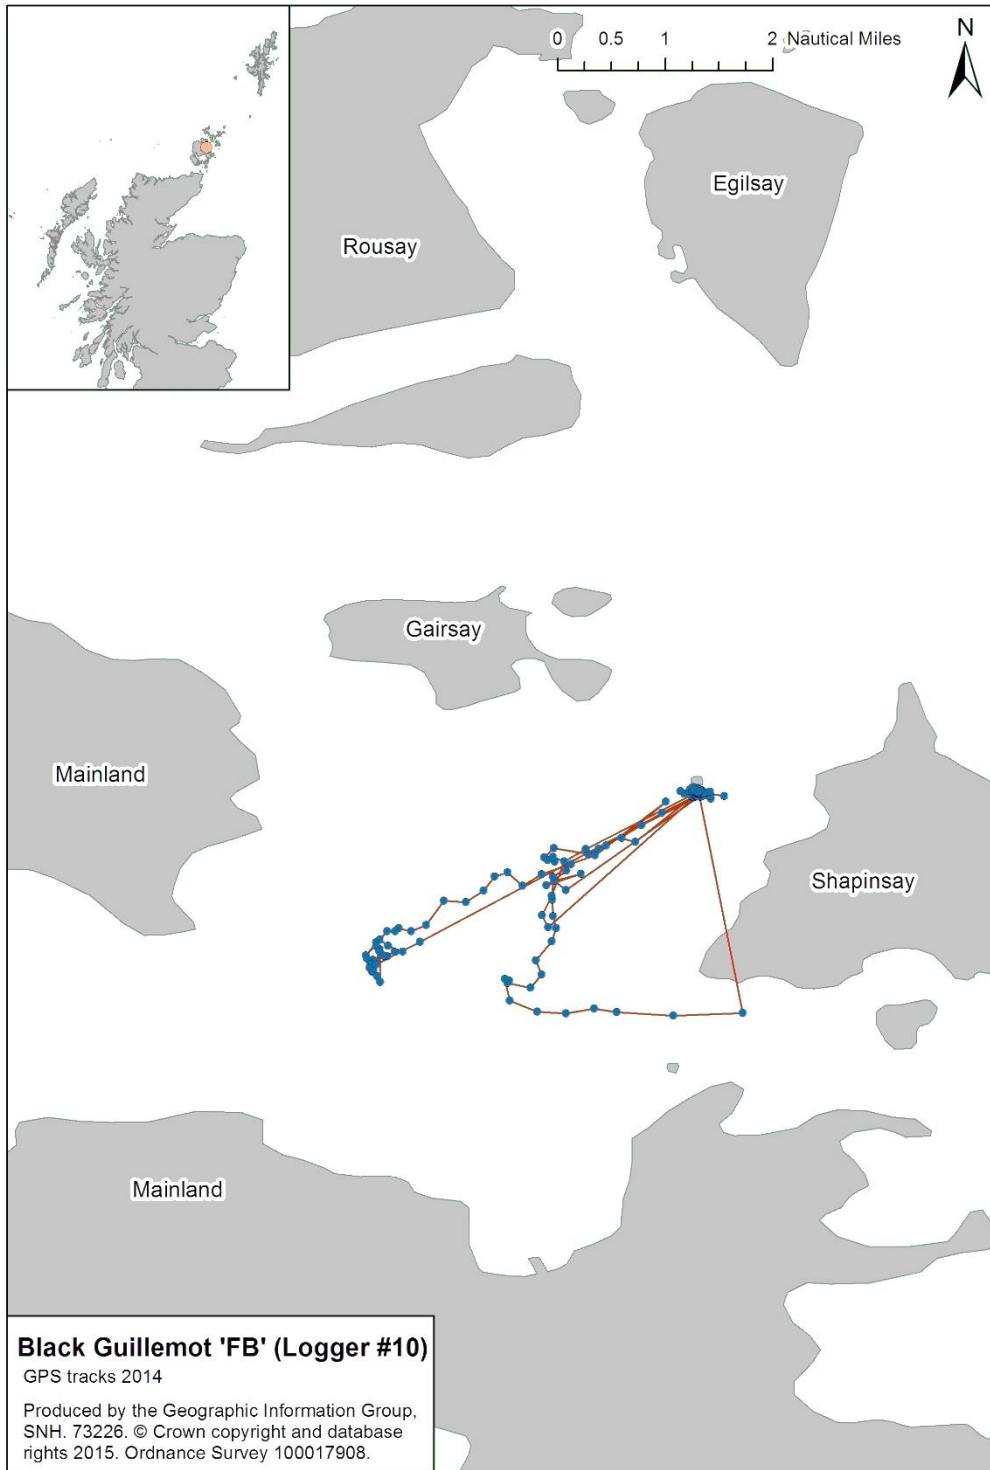 0 0.5 1 2 Nautical Miles
N
Egilsay
Rousay
Gairsay
Mainland
Shapinsay
Mainland
Black Guillemot 'FB' (Logger #10)
GPS tracks 2014
Produced by the Geographic Information Group,
SNH. 73226. © Crown copyright and database
rights 2015. Ordnance Survey 100017908.